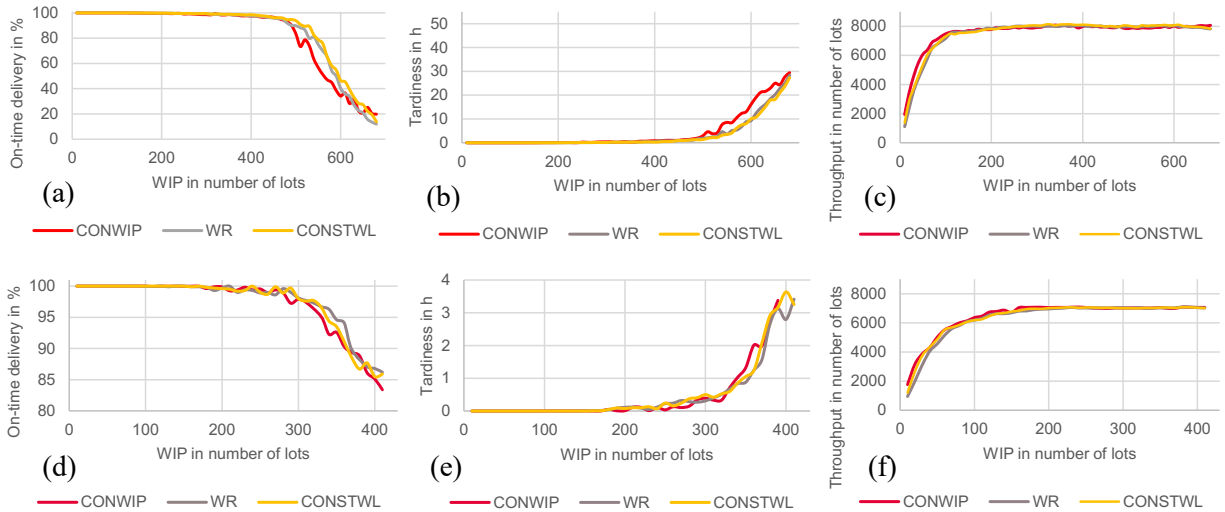 On-time delivery in %
100
80
60
40
20
0
0 200 400 600
WIP in number of lots
(a)
CONWIP WR CONSTWL
Tardiness in h
50
40
30
20
10
0
0 100 200 300 400 500 600 700
WIP in number of lots
(b)
CONWIP WR CONSTWL
Throughput in number of lots
8000
6000
4000
2000
0
0 200 400 600
WIP in number of lots
(c)
CONWIP WR CONSTWL
On-time delivery in %
100
95
90
85
80
0 100 200 300 400
WIP in number of lots
(d)
CONWIP WR CONSTWL
Tardiness in h
4
3
2
1
0
0 100 200 300 400
WIP in number of lots
(e)
CONWIP WR CONSTWL
Throughput in number of lots
8000
6000
4000
2000
0
0 100 200 300 400
WIP in number of lots
(f)
CONWIP WR CONSTWL